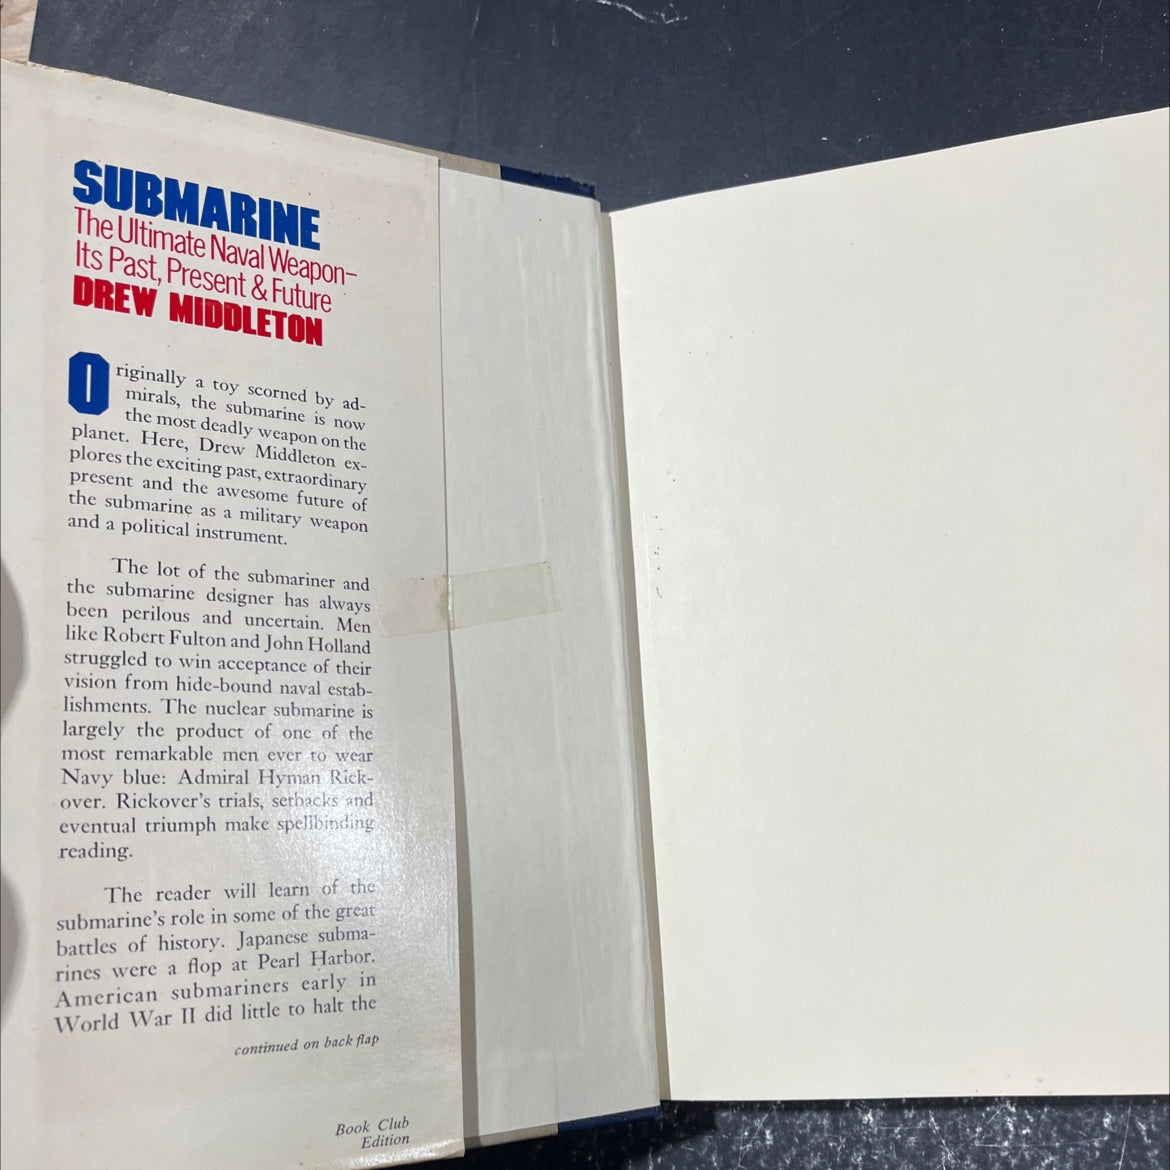 SUBMARINE
The Ultimate Naval Weapon–
Its Past, Present & Future
DREW MIDDLETON
Originally a toy scorned by ad-
mirals, the submarine is now
the most deadly weapon on the
planet. Here, Drew Middleton ex-
plores the exciting past, extraordinary
present and the awesome future of
the submarine as a military weapon
and a political instrument.
The lot of the submariner and
the submarine designer has always
been perilous and uncertain. Men
like Robert Fulton and John Holland
struggled to win acceptance of their
vision from hide-bound naval estab-
lishments. The nuclear submarine is
largely the product of one of the
most remarkable men ever to wear
Navy blue: Admiral Hyman Rick-
over. Rickover's trials, setbacks and
eventual triumph make spellbinding
reading.
The reader will learn of the
submarine's role in some of the great
battles of history. Japanese subma-
rines were a flop at Pearl Harbor.
American submariners early in
World War II did little to halt the
continued on back flap
Book Club
Edition